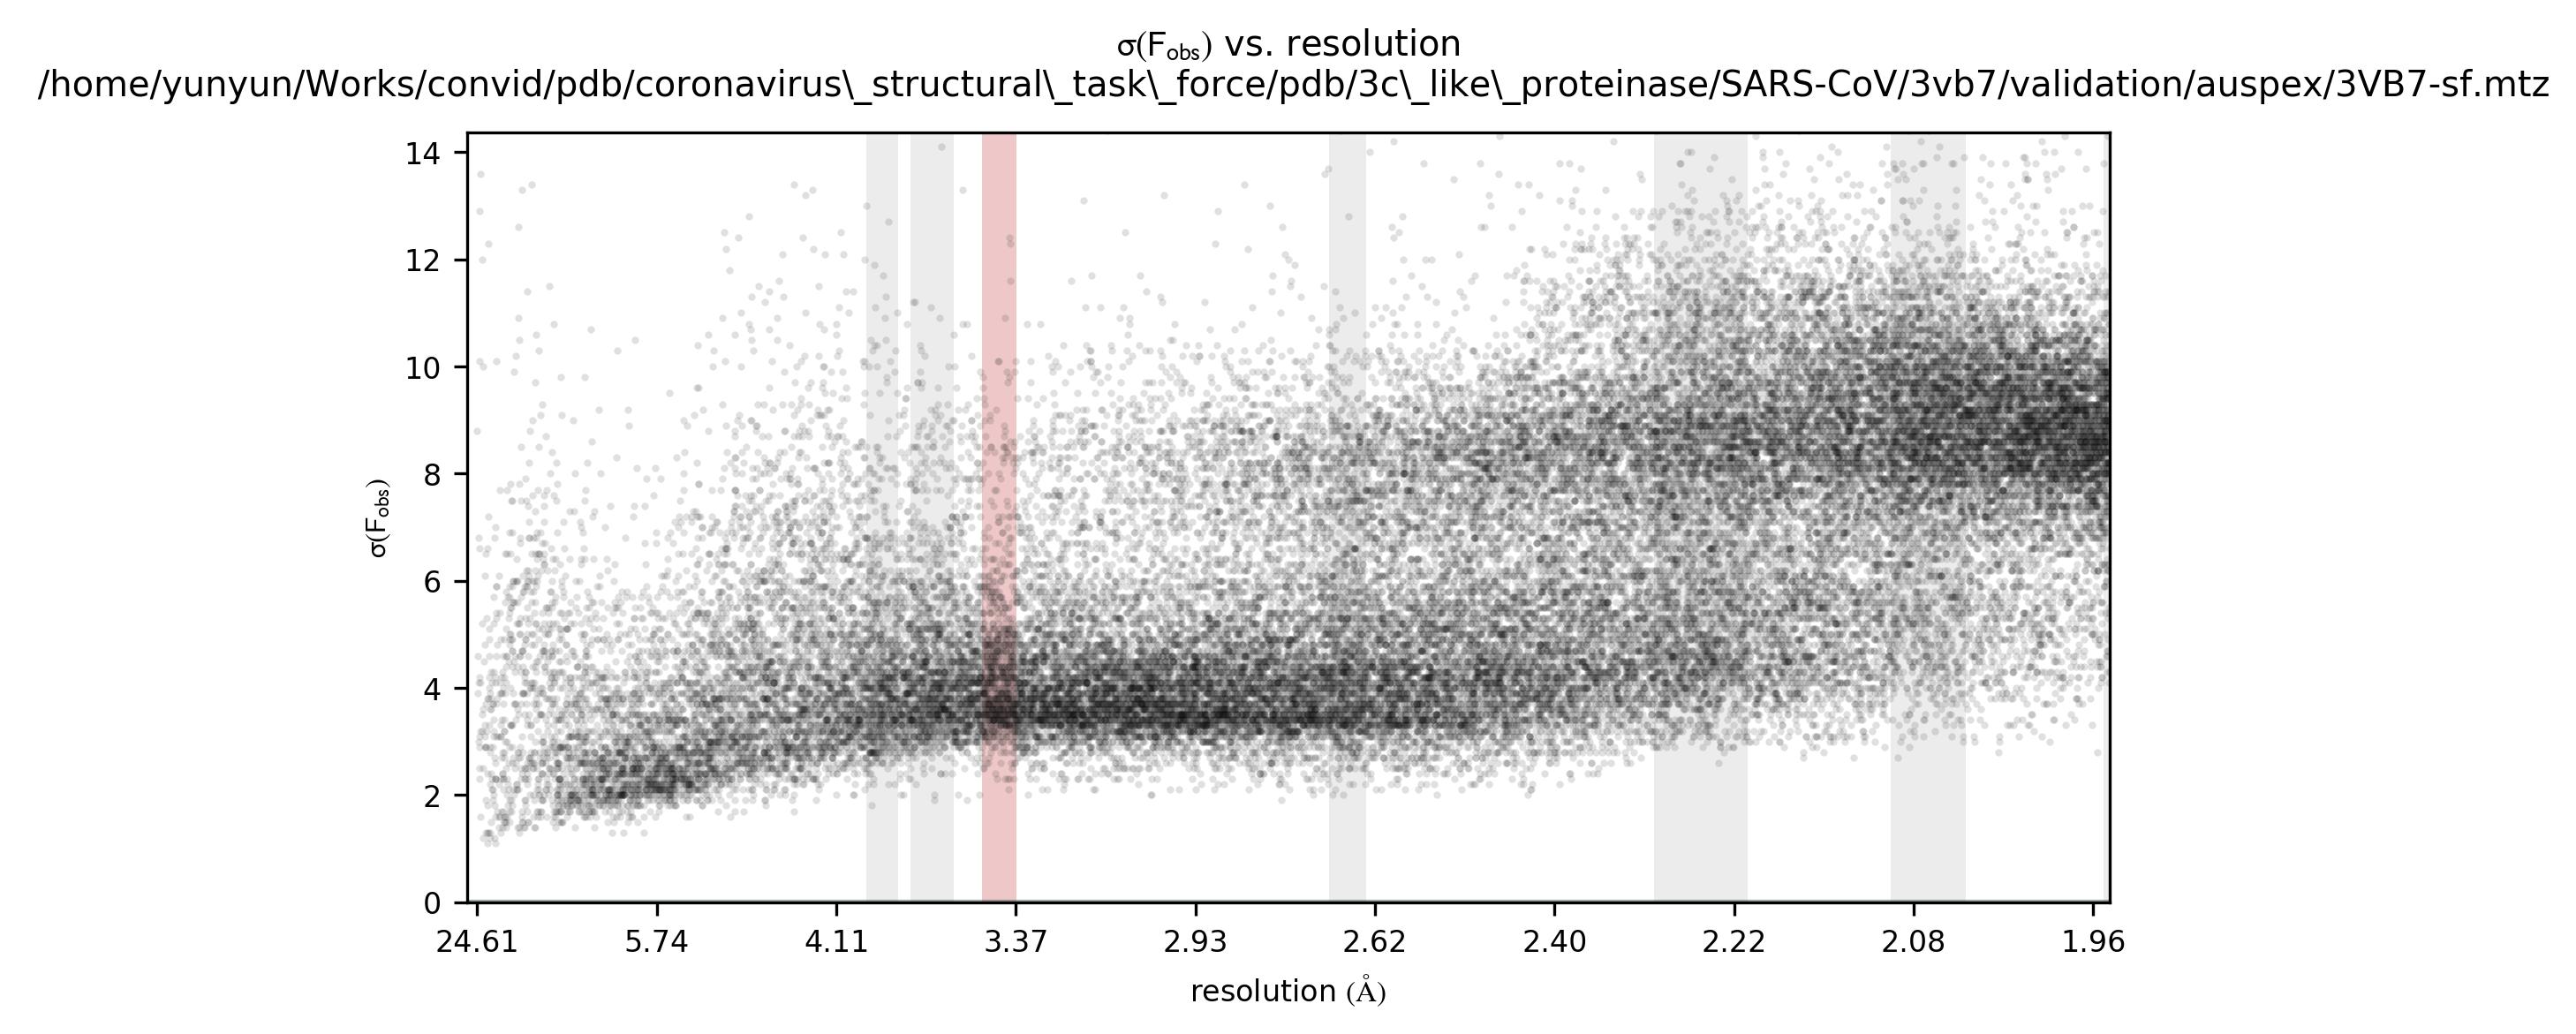 σ(Fobs) vs. resolution
/home/yunyun/Works/convid/pdb/coronavirus\_structural\_task\_force/pdb/3c\_like\_proteinase/SARS-CoV/3vb7/validation/auspex/3VB7-sf.mtz
14
12
10
8
6
4
2
0
σ(Fobs)
24.61 5.74 4.11 3.37 2.93 2.62 2.40 2.22 2.08 1.96
resolution (Å)